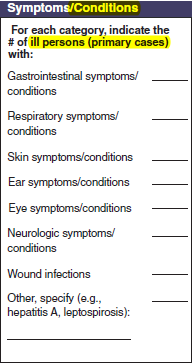 Symptoms/Conditions
For each category, indicate the
# of ill persons (primary cases)
with:
Gastrointestinal symptoms/
conditions
Respiratory symptoms/
conditions
Skin symptoms/conditions
Ear symptoms/conditions
Eye symptoms/conditions
Neurologic symptoms/
conditions
Wound infections
Other, specify (e.g.,
hepatitis A, leptospirosis):